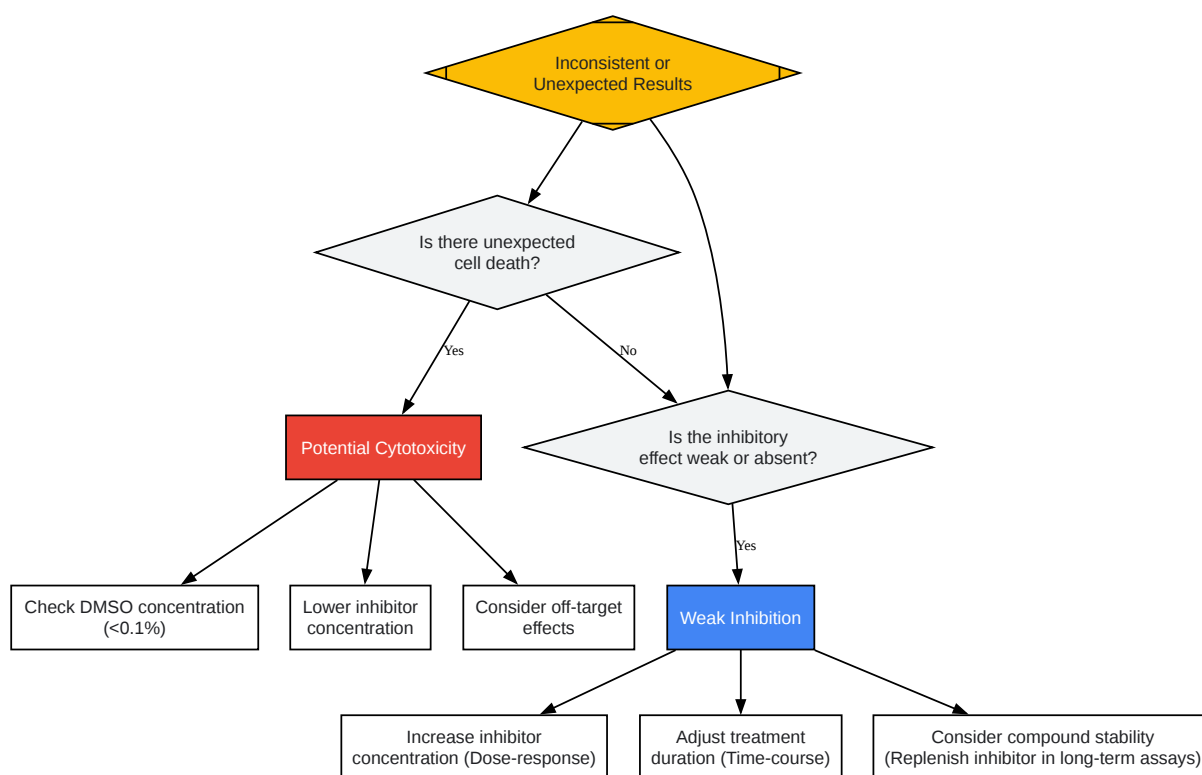 Inconsistent or
Unexpected Results
Is there unexpected
cell death?
Yes
No
Potential Cytotoxicity
Is the inhibitory
effect weak or absent?
Yes
Check DMSO concentration
(<0.1%)
Lower inhibitor
concentration
Consider off-target
effects
Weak Inhibition
Increase inhibitor
concentration (Dose-response)
Adjust treatment
duration (Time-course)
Consider compound stability
(Replenish inhibitor in long-term assays)